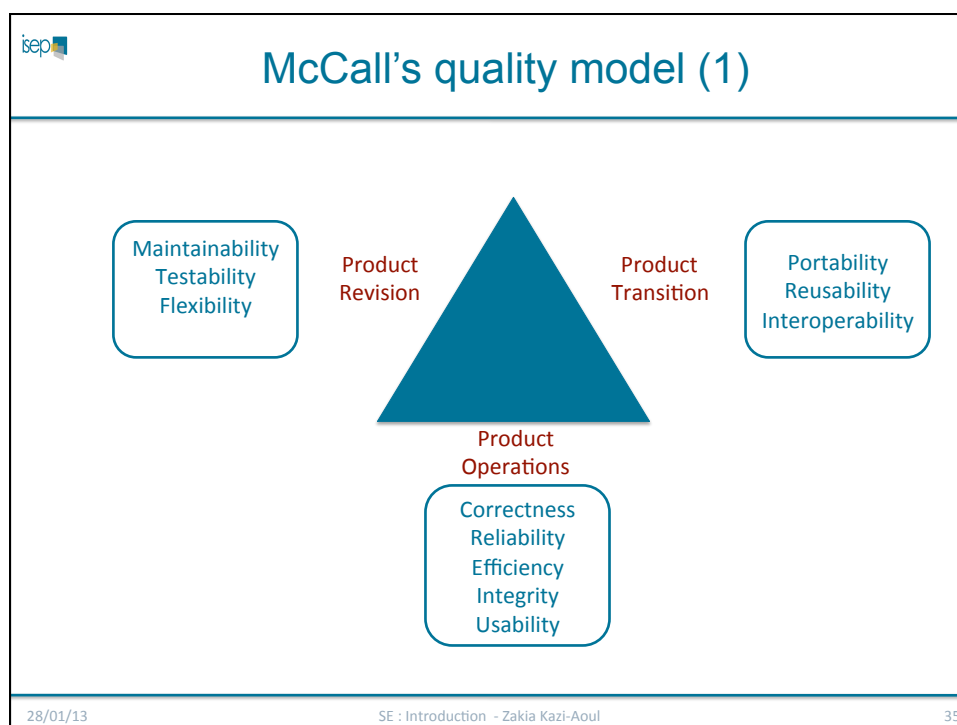 isep
McCall's quality model (1)
Maintainability
Testability
Flexibility
Product
Revision
Product
Transition
Portability
Reusability
Interoperability
Product
Operations
Correctness
Reliability
Efficiency
Integrity
Usability
28/01/13
SE : Introduction - Zakia Kazi-Aoul
35